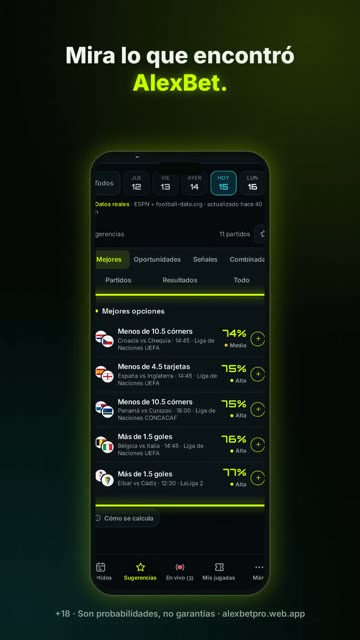 Mira lo que encontró
AlexBet.
Todos
JUE
12
VIE
13
AYER
14
HOY
15
LUN
16
Datos reales · ESPN + football-data.org · actualizado hace 40
n
gerencias
11 partidos
Mejores
Oportunidades
Señales
Combinada
Partidos
Resultados
Todo
Mejores opciones
Menos de 10.5 córners
Croacia vs Chequia · 14:45 · Liga de
Naciones UEFA
74%
Media
Menos de 4.5 tarjetas
España vs Inglaterra · 14:45 · Liga de
Naciones UEFA
75%
Alta
Menos de 10.5 córners
Panamá vs Curazao · 18:00 · Liga de
Naciones CONCACAF
75%
Alta
Más de 1.5 goles
Bélgica vs Italia · 14:45 · Liga de
Naciones UEFA
76%
Alta
Más de 1.5 goles
Eibar vs Cádiz · 12:30 · LaLiga 2
77%
Alta
Cómo se calcula
rtidos
Sugerencias
En vivo (3)
Mis jugadas
Már
+18 · Son probabilidades, no garantías · alexbetpro.web.app